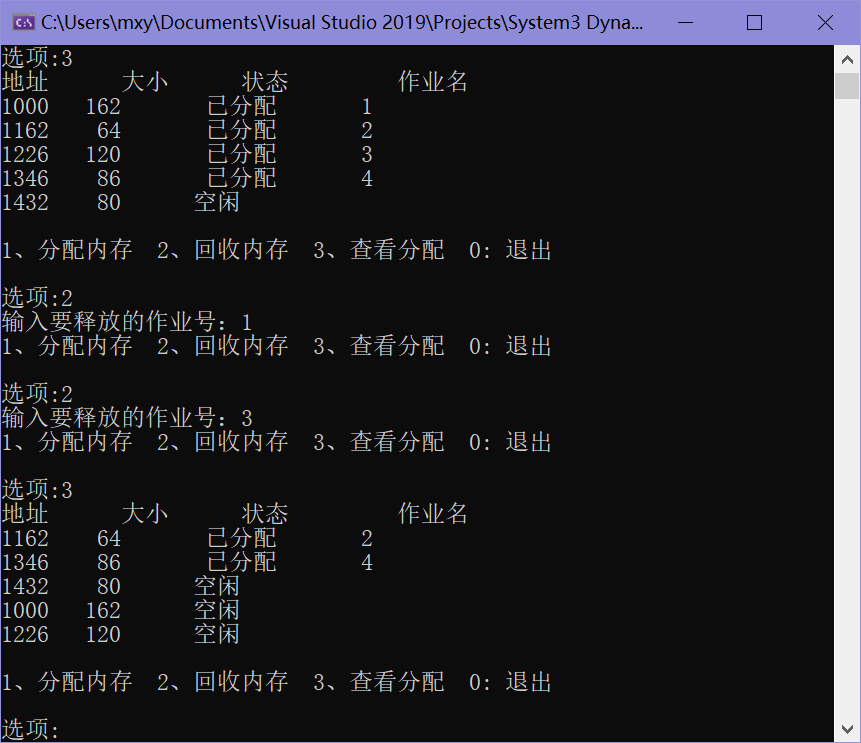 C:\Users\mxy\Documents\Visual Studio 2019\Projects\System3 Dyna...
选项:3
地址 大小 状态 作业名
1000 162 已分配 1
1162 64 已分配 2
1226 120 已分配 3
1346 86 已分配 4
1432 80 空闲
1、分配内存 2、回收内存 3、查看分配 0: 退出
选项:2
输入要释放的作业号：1
1、分配内存 2、回收内存 3、查看分配 0: 退出
选项:2
输入要释放的作业号：3
1、分配内存 2、回收内存 3、查看分配 0: 退出
选项:3
地址 大小 状态 作业名
1162 64 已分配 2
1346 86 已分配 4
1432 80 空闲
1000 162 空闲
1226 120 空闲
1、分配内存 2、回收内存 3、查看分配 0: 退出
选项: